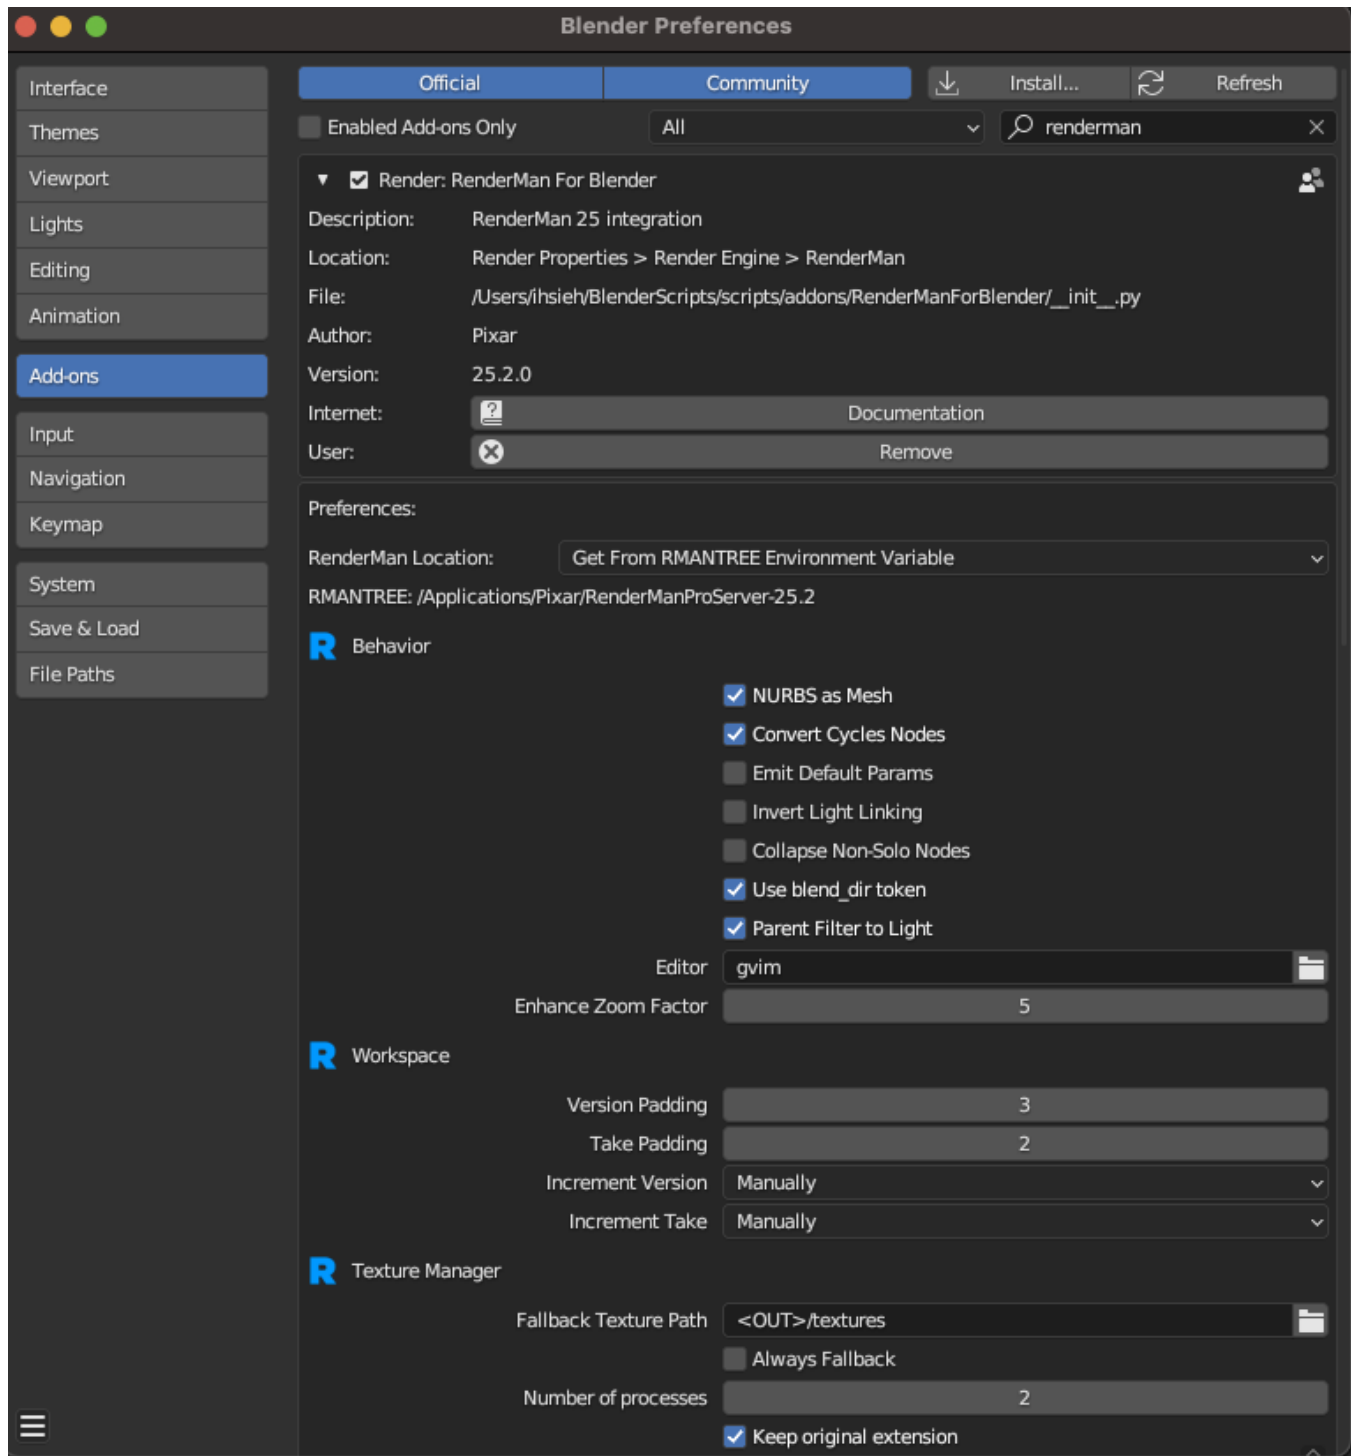 Blender Preferences
Interface
Themes
Viewport
Lights
Editing
Animation
Add-ons
Input
Navigation
Keymap
System
Save & Load
File Paths
Official Community Install... Refresh
Enabled Add-ons Only All renderman
Render: RenderMan For Blender
Description: RenderMan 25 integration
Location: Render Properties > Render Engine > RenderMan
File: /Users/ihsieh/BlenderScripts/scripts/addons/RenderManForBlender/__init__.py
Author: Pixar
Version: 25.2.0
Internet: Documentation
User: Remove
Preferences:
RenderMan Location: Get From RMANTREE Environment Variable
RMANTREE: /Applications/Pixar/RenderManProServer-25.2
R Behavior
NURBS as Mesh
Convert Cycles Nodes
Emit Default Params
Invert Light Linking
Collapse Non-Solo Nodes
Use blend_dir token
Parent Filter to Light
Editor gvim
Enhance Zoom Factor 5
R Workspace
Version Padding 3
Take Padding 2
Increment Version Manually
Increment Take Manually
R Texture Manager
Fallback Texture Path <OUT>/textures
Always Fallback
Number of processes 2
Keep original extension